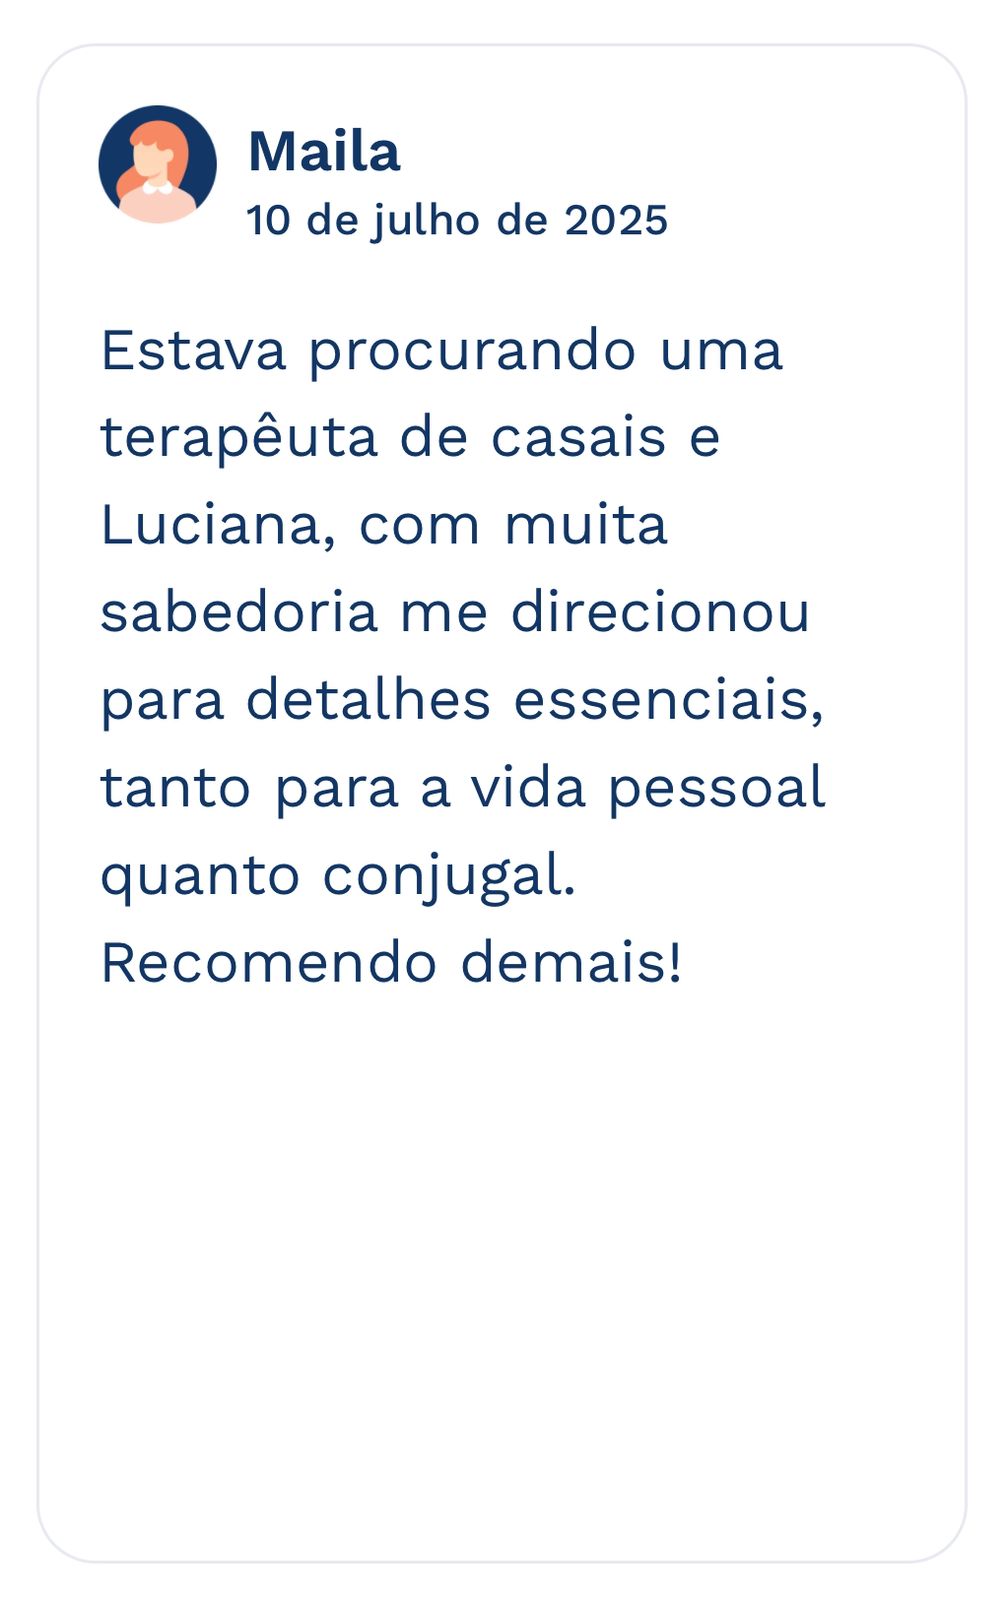 Maila
10 de julho de 2025
Estava procurando uma
terapêuta de casais e
Luciana, com muita
sabedoria me direcionou
para detalhes essenciais,
tanto para a vida pessoal
quanto conjugal.
Recomendo demais!